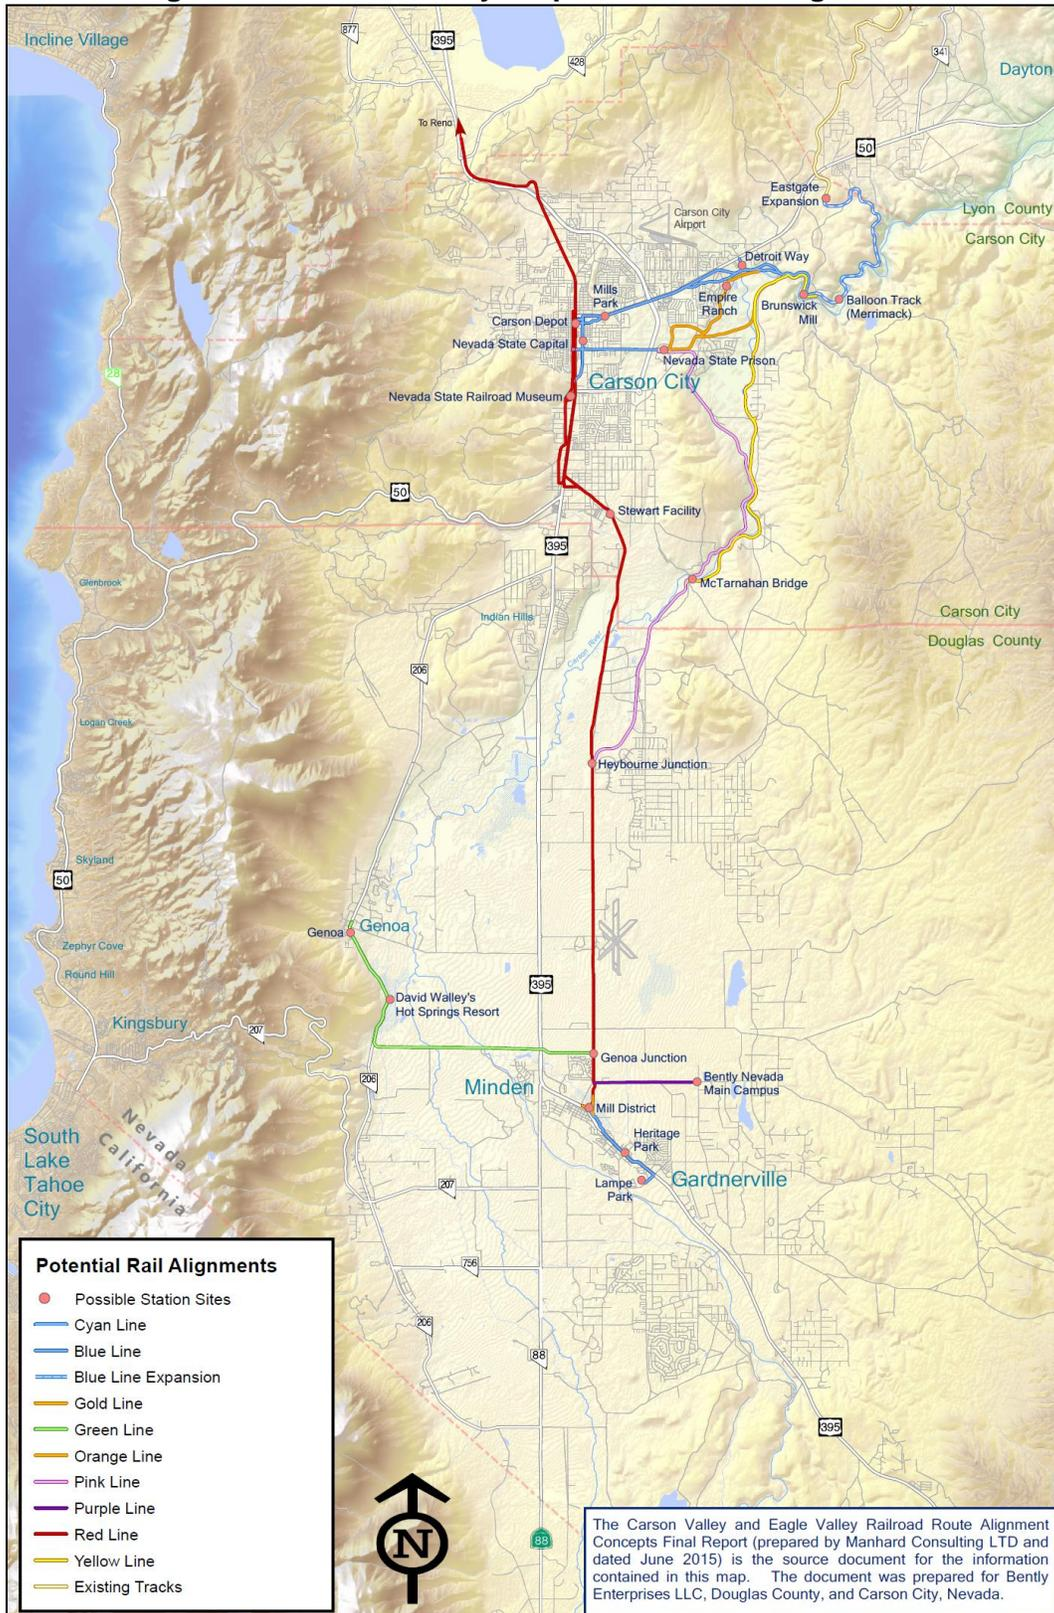 Incline Village
877
395
428
341
Dayton
To Reno
50
Eastgate
Expansion
Lyon County
Carson City
Carson City
Airport
Detroit Way
Mills
Park
Empire
Ranch
Brunswick
Mill
Balloon Track
(Merrimack)
Carson Depot
Nevada State Capital
Nevada State Prison
28
Carson City
Nevada State Railroad Museum
50
Stewart Facility
395
Glenbrook
McTarnahan Bridge
Indian Hills
Carson City
Douglas County
Carson River
206
Logan Creek
Heybourne Junction
Skyland
50
Genoa
Genoa
Zephyr Cove
Round Hill
395
David Walley's
Hot Springs Resort
Kingsbury
207
Genoa Junction
206
Minden
Bently Nevada
Main Campus
Mill District
Nevada
California
South
Lake
Tahoe
City
Heritage
Park
Lampe
Park
Gardnerville
207
756
206
88
395
88
N
Potential Rail Alignments
Possible Station Sites
Cyan Line
Blue Line
Blue Line Expansion
Gold Line
Green Line
Orange Line
Pink Line
Purple Line
Red Line
Yellow Line
Existing Tracks
The Carson Valley and Eagle Valley Railroad Route Alignment
Concepts Final Report (prepared by Manhard Consulting LTD and
dated June 2015) is the source document for the information
contained in this map. The document was prepared for Bently
Enterprises LLC, Douglas County, and Carson City, Nevada.